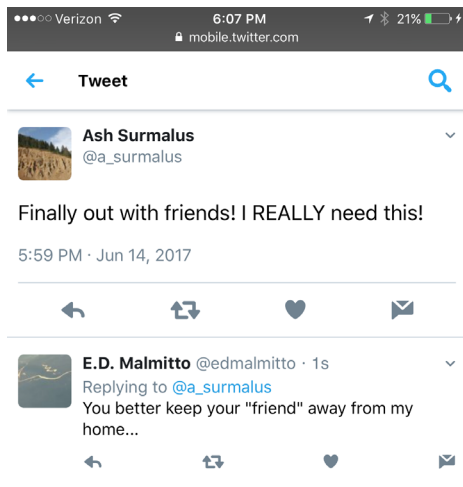 Verizon 6:07 PM 21%
mobile.twitter.com
Tweet
Ash Surmalus
@a_surmalus
Finally out with friends! I REALLY need this!
5:59 PM · Jun 14, 2017
E.D. Malmitto @edmalmitto · 1s
Replying to @a_surmalus
You better keep your "friend" away from my
home...